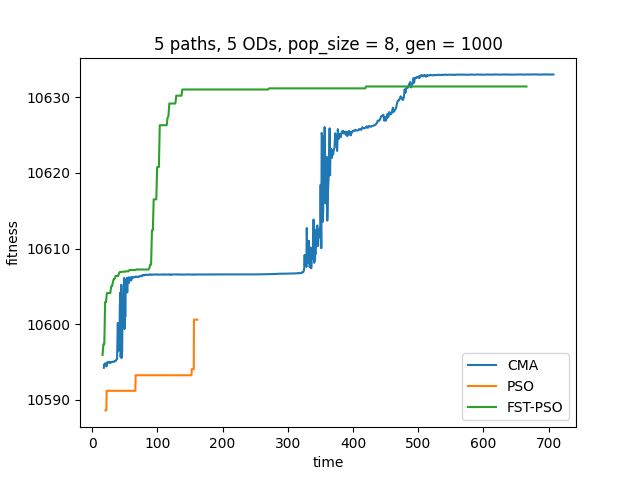 5 paths, 5 ODs, pop_size = 8, gen = 1000
fitness
10630
10620
10610
10600
10590
0 100 200 300 400 500 600 700
time
CMA
PSO
FST-PSO